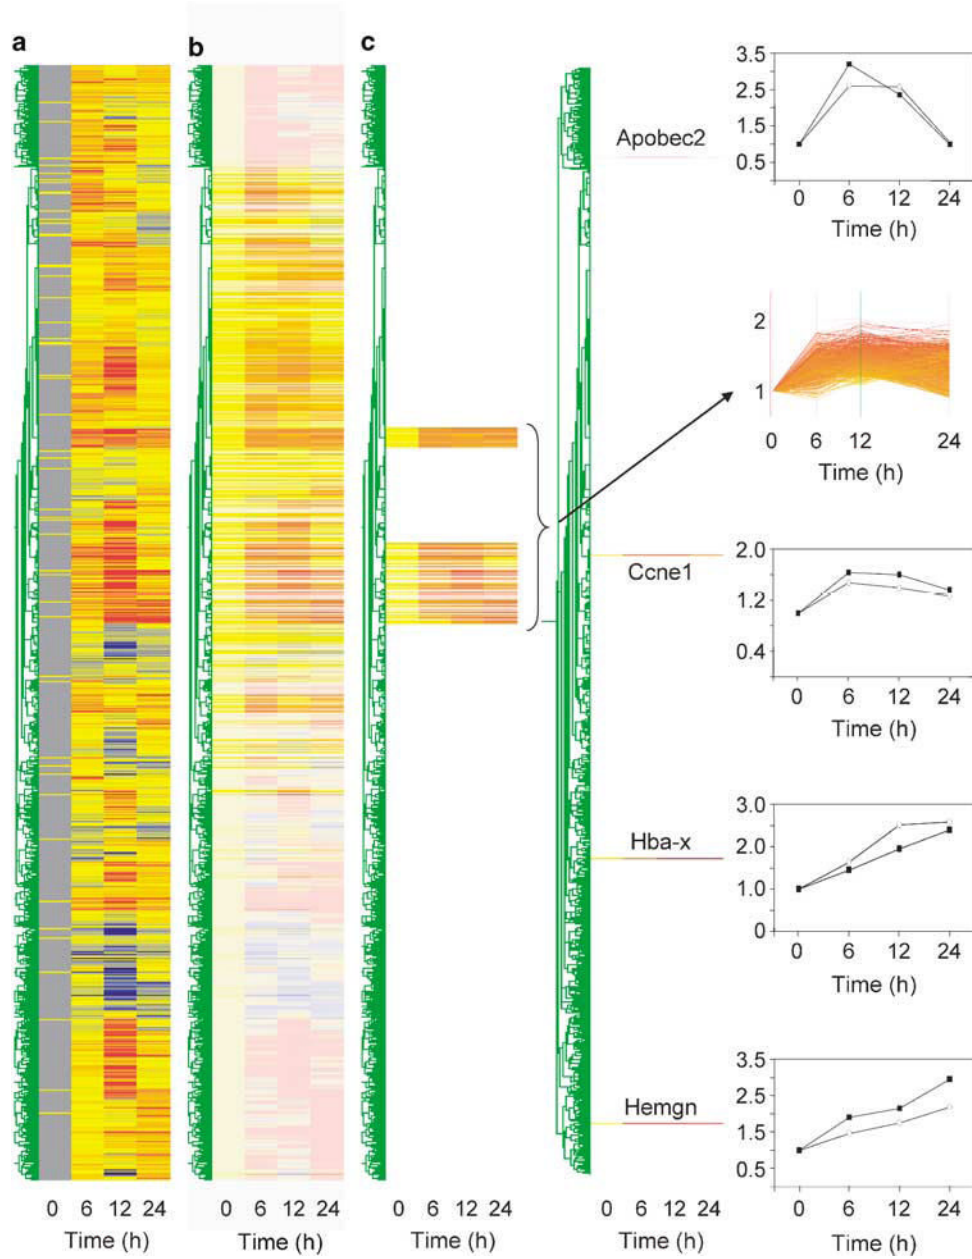 a b c
Apobec2
3.5
2.5
1.5
0.5
0 6 12 24
Time (h)
2
1
0 6 12 24
Time (h)
Ccne1
2.0
1.2
0.4
0 6 12 24
Time (h)
Hba-x
3.0
2.0
1.0
0
0 6 12 24
Time (h)
Hemgn
3.5
2.5
1.5
0.5
0 6 12 24 0 6 12 24 0 6 12 24 0 6 12 24 0 6 12 24
Time (h) Time (h) Time (h) Time (h) Time (h)